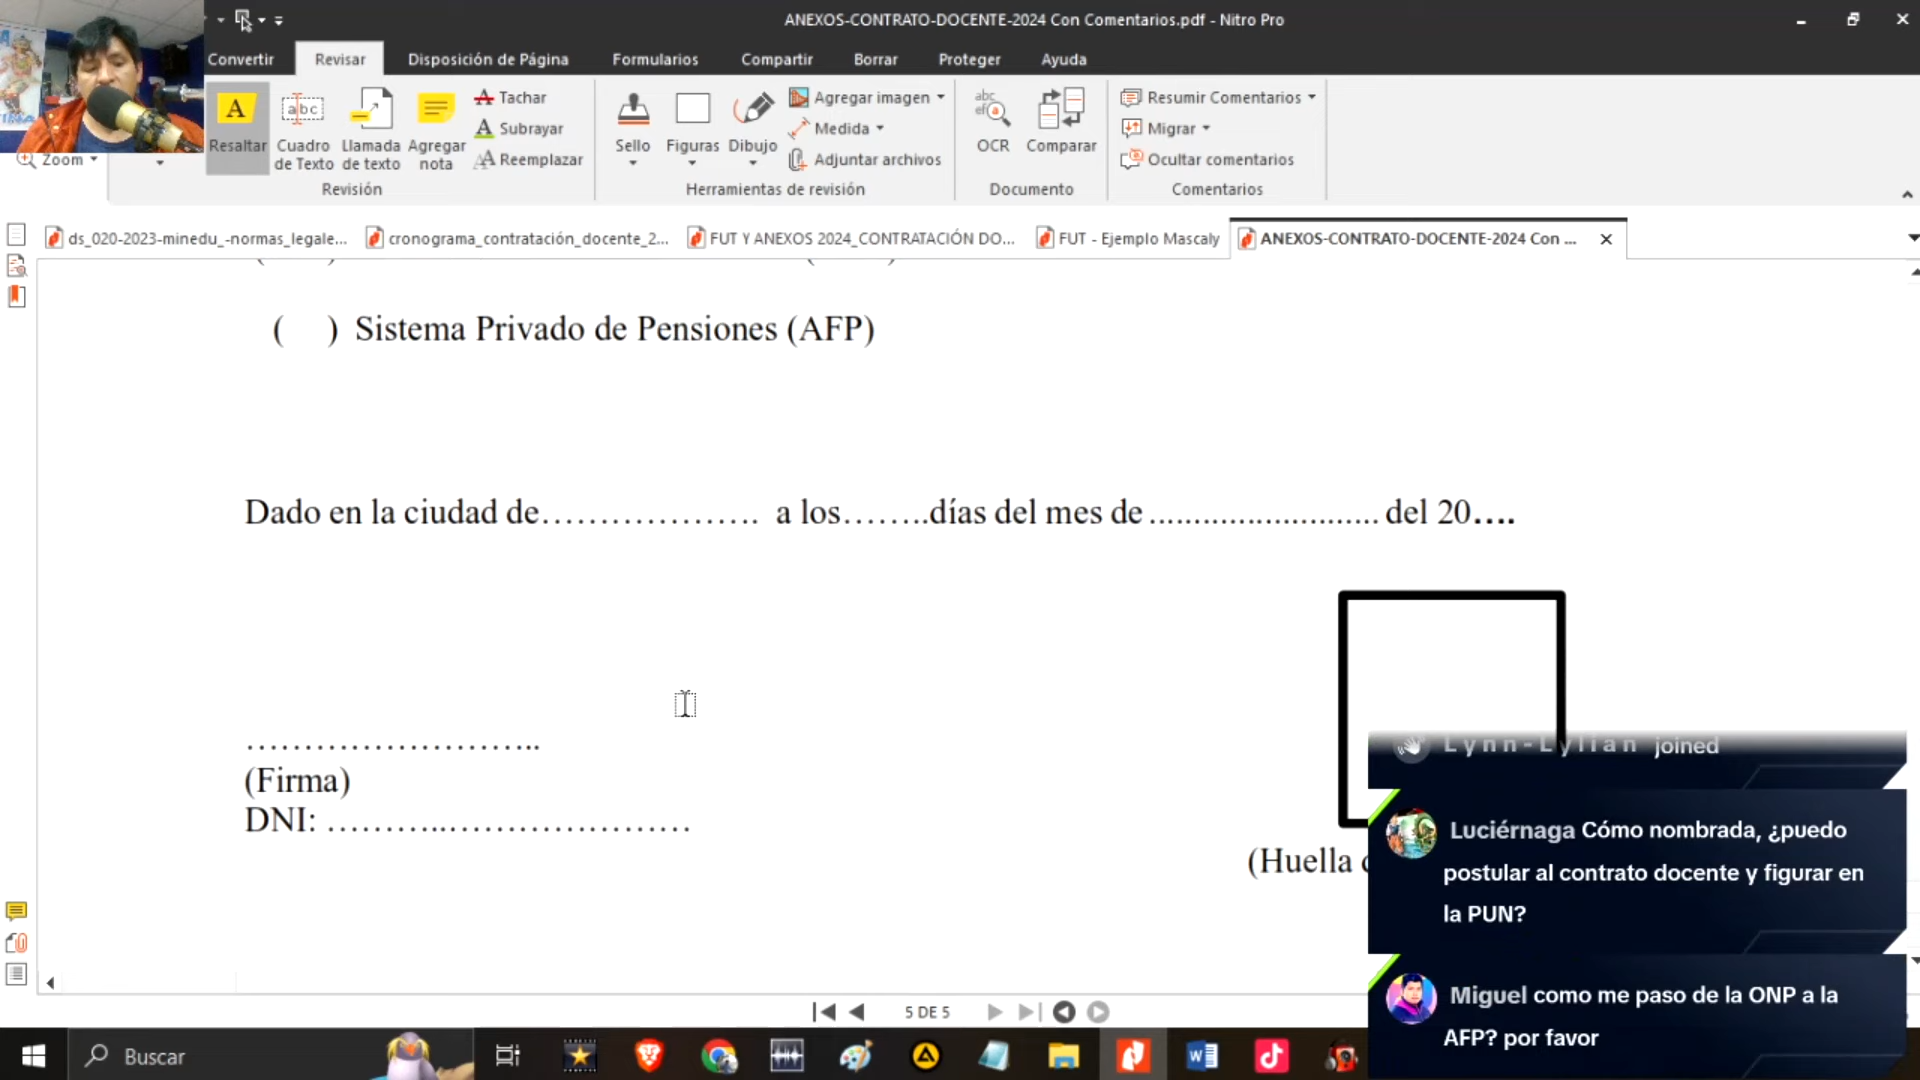 ANEXOS-CONTRATO-DOCENTE-2024 Con Comentarios.pdf - Nitro Pro
Convertir
Revisar
Disposición de Página
Formularios
Compartir
Borrar
Proteger
Ayuda
Zoom
Resaltar
Cuadro de Texto
Llamada de texto
Agregar nota
Tachar
Subrayar
Reemplazar
Revisión
Sello
Figuras
Dibujo
Agregar imagen
Medida
Adjuntar archivos
Herramientas de revisión
OCR
Comparar
Documento
Resumir Comentarios
Migrar
Ocultar comentarios
Comentarios
ds_020-2023-minedu_-normas_legale...
cronograma_contratación_docente_2...
FUT Y ANEXOS 2024_CONTRATACIÓN DO...
FUT - Ejemplo Mascaly
ANEXOS-CONTRATO-DOCENTE-2024 Con ...
( ) Sistema Privado de Pensiones (AFP)
Dado en la ciudad de.................... a los........días del mes de .......................... del 20....
..........................
(Firma)
DNI: ................................
(Huella
Lynn-Lylian joined
Luciérnaga Cómo nombrada, ¿puedo
postular al contrato docente y figurar en
la PUN?
Miguel como me paso de la ONP a la
AFP? por favor
5 DE 5
Buscar